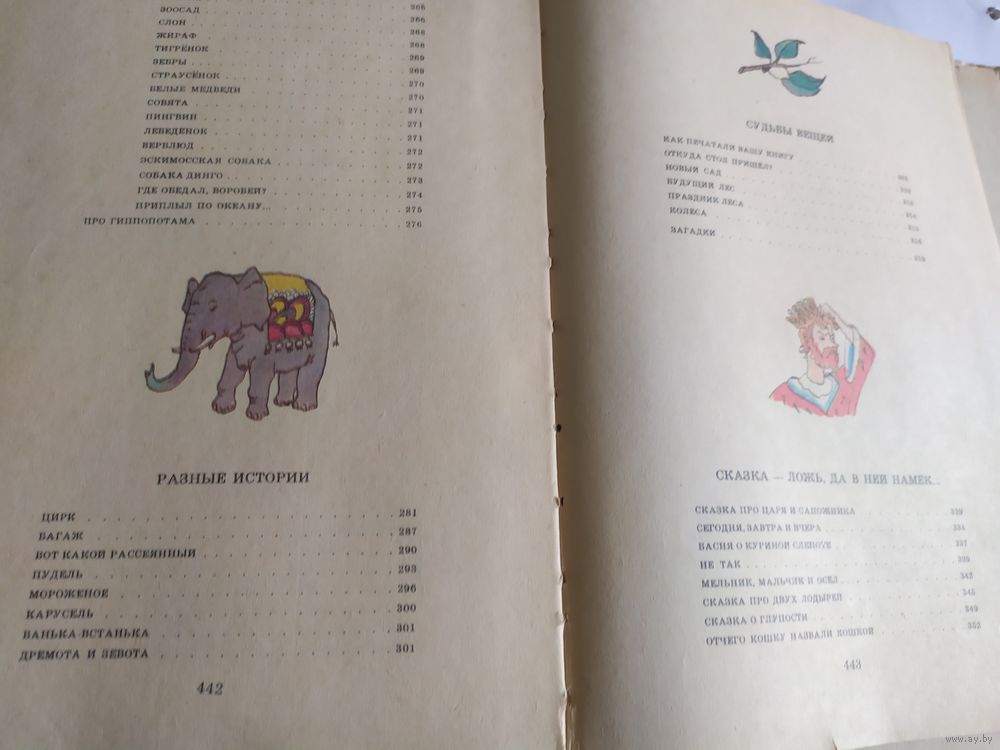 ЗООСАД 266
СЛОН 266
ЖИРАФ 268
ТИГРЁНОК 268
ЗЕБРЫ 269
СТРАУСЁНОК 269
БЕЛЫЕ МЕДВЕДИ 270
СОВЯТА 270
ПИНГВИН 271
ЛЕБЕДЁНОК 271
ВЕРБЛЮД 271
ЭСКИМОССКАЯ СОБАКА 272
СОБАКА ДИНГО 272
ГДЕ ОБЕДАЛ, ВОРОБЕЙ? 273
ПРИПЛЫЛ ПО ОКЕАНУ... 274
ПРО ГИППОПОТАМА 275
276
РАЗНЫЕ ИСТОРИИ
ЦИРК 281
БАГАЖ 287
ВОТ КАКОЙ РАССЕЯННЫЙ 290
ПУДЕЛЬ 293
МОРОЖЕНОЕ 296
КАРУСЕЛЬ 300
ВАНЬКА-ВСТАНЬКА 301
ДРЕМОТА И ЗЕВОТА 301
442
СУДЬБЫ ВЕЩЕЙ
КАК ПЕЧАТАЛИ ВАШУ КНИГУ
ОТКУДА СТОЛ ПРИШЕЛ?
НОВЫЙ САД
БУДУЩИЙ ЛЕС
ПРАЗДНИК ЛЕСА
КОЛЕСА
ЗАГАДКИ
СКАЗКА — ЛОЖЬ, ДА В НЕЙ НАМЕК...
СКАЗКА ПРО ЦАРЯ И САПОЖНИКА 329
СЕГОДНЯ, ЗАВТРА И ВЧЕРА 334
БАСНЯ О КУРИНОЙ СЛЕПОТЕ 337
НЕ ТАК 339
МЕЛЬНИК, МАЛЬЧИК И ОСЕЛ 342
СКАЗКА ПРО ДВУХ ЛОДЫРЕЙ 345
СКАЗКА О ГЛУПОСТИ 349
ОТЧЕГО КОШКУ НАЗВАЛИ КОШКОЙ 352
443
www.ay.by